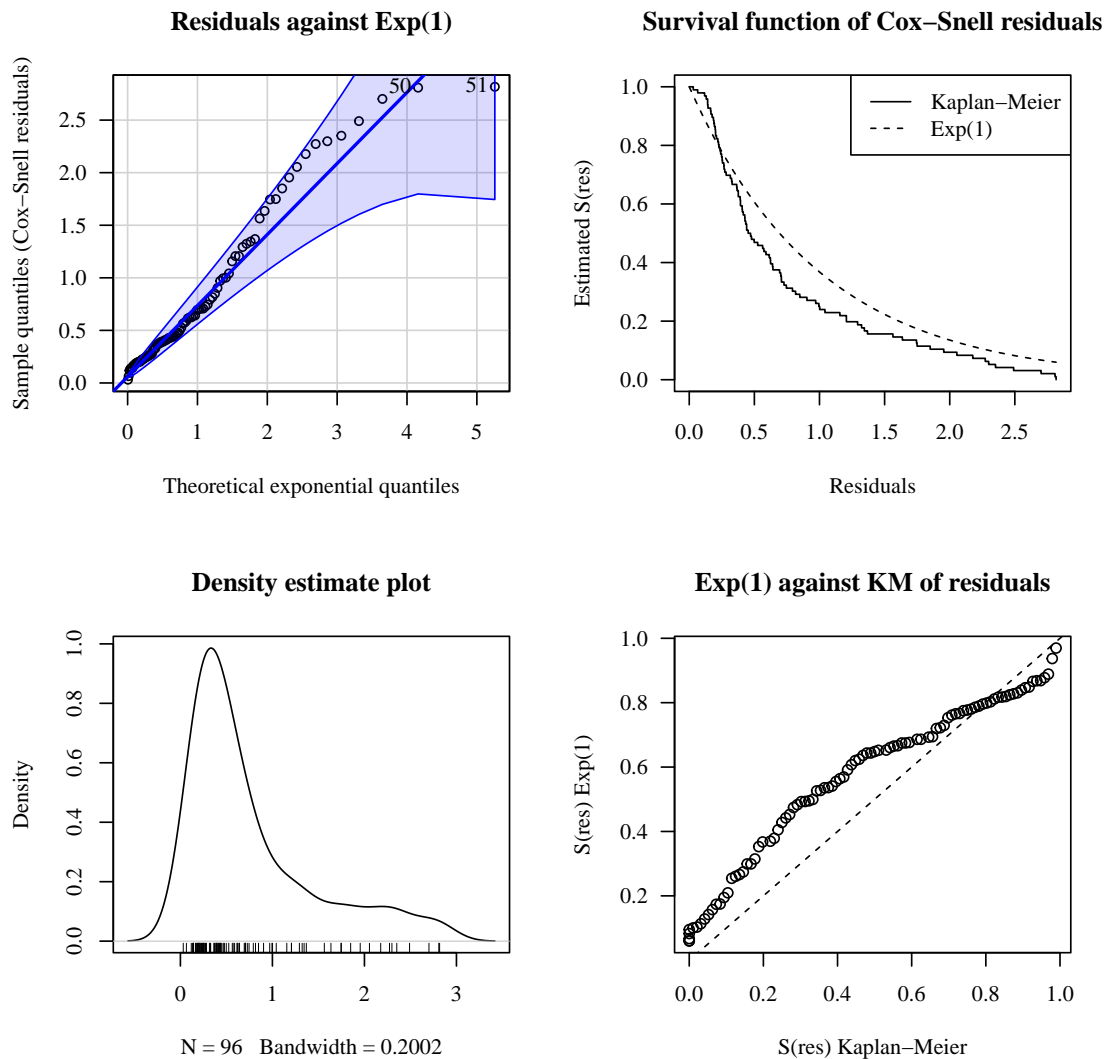 Residuals against Exp(1)
Sample quantiles (Cox−Snell residuals)
0.0 0.5 1.0 1.5 2.0 2.5
50 51
0 1 2 3 4 5
Theoretical exponential quantiles
Survival function of Cox−Snell residuals
Estimated S(res)
0.0 0.2 0.4 0.6 0.8 1.0
Kaplan−Meier
Exp(1)
0.0 0.5 1.0 1.5 2.0 2.5
Residuals
Density estimate plot
Density
0.0 0.2 0.4 0.6 0.8 1.0
0 1 2 3
N = 96 Bandwidth = 0.2002
Exp(1) against KM of residuals
S(res) Exp(1)
0.2 0.4 0.6 0.8 1.0
0.0 0.2 0.4 0.6 0.8 1.0
S(res) Kaplan−Meier